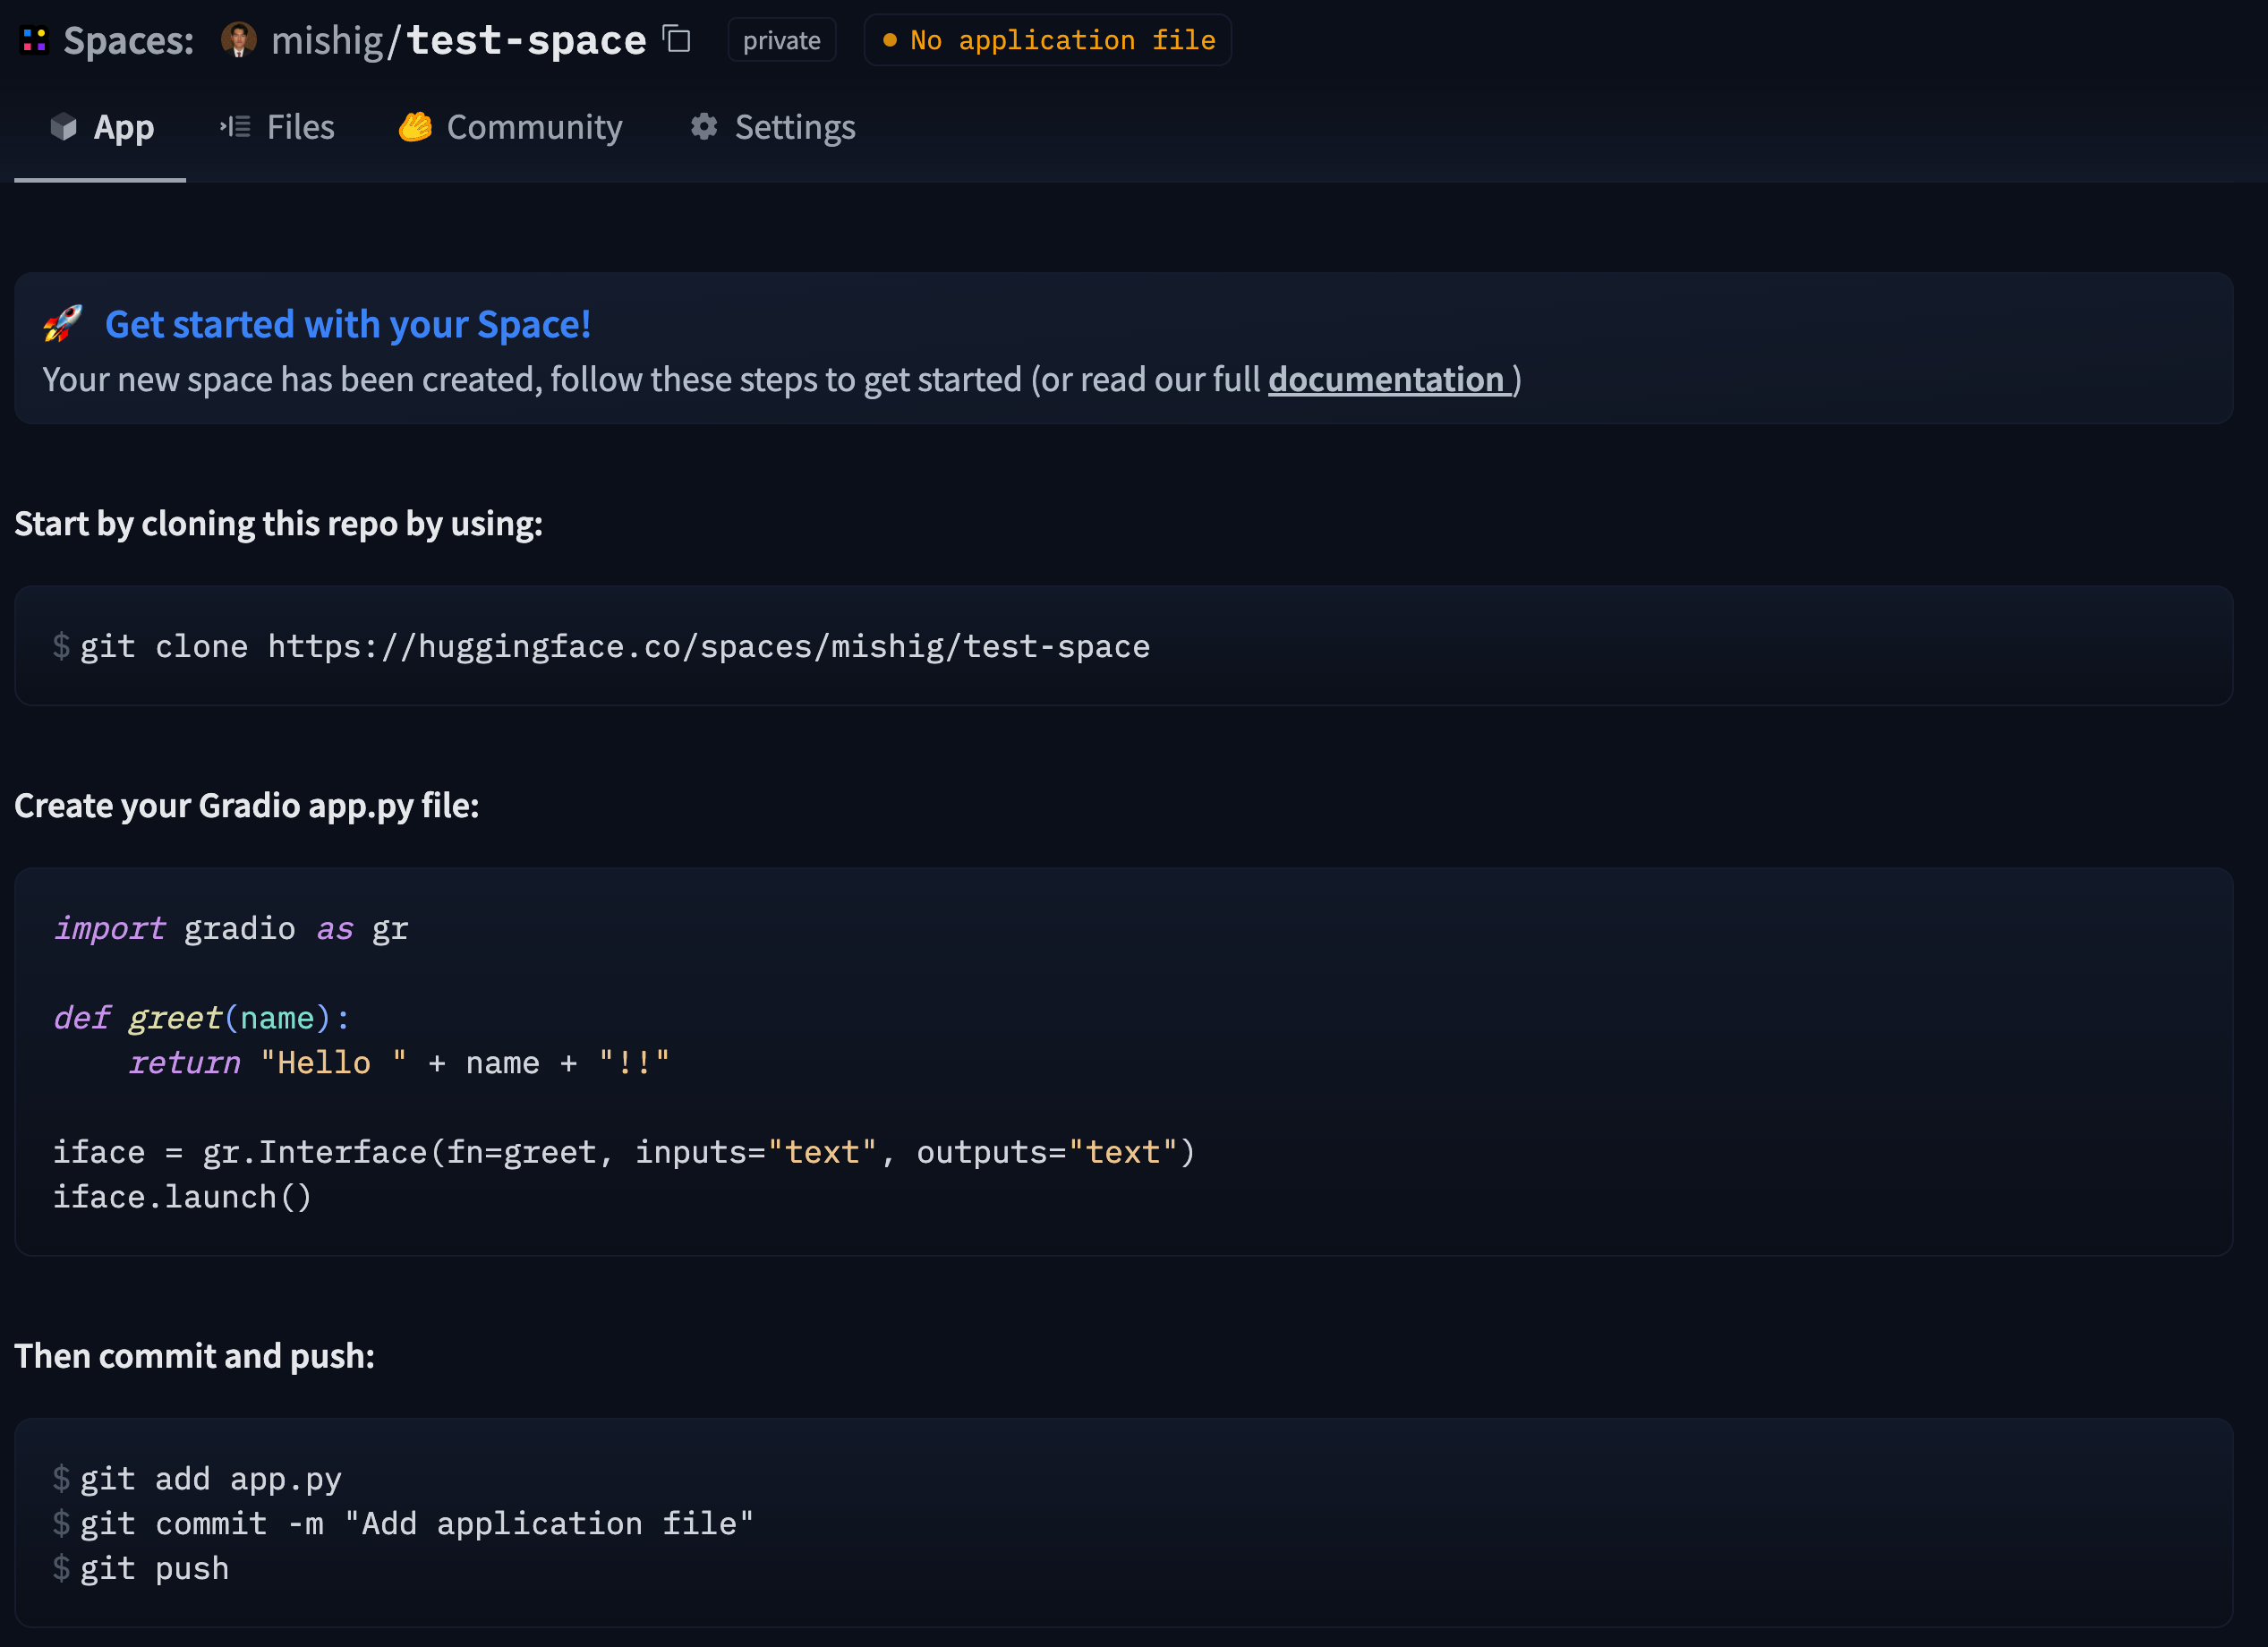 Spaces: mishig/test-space private No application file
App Files Community Settings
Get started with your Space!
Your new space has been created, follow these steps to get started (or read our full documentation )
Start by cloning this repo by using:
$ git clone https://huggingface.co/spaces/mishig/test-space
Create your Gradio app.py file:
import gradio as gr
def greet(name):
    return "Hello " + name + "!!"
iface = gr.Interface(fn=greet, inputs="text", outputs="text")
iface.launch()
Then commit and push:
$ git add app.py
$ git commit -m "Add application file"
$ git push